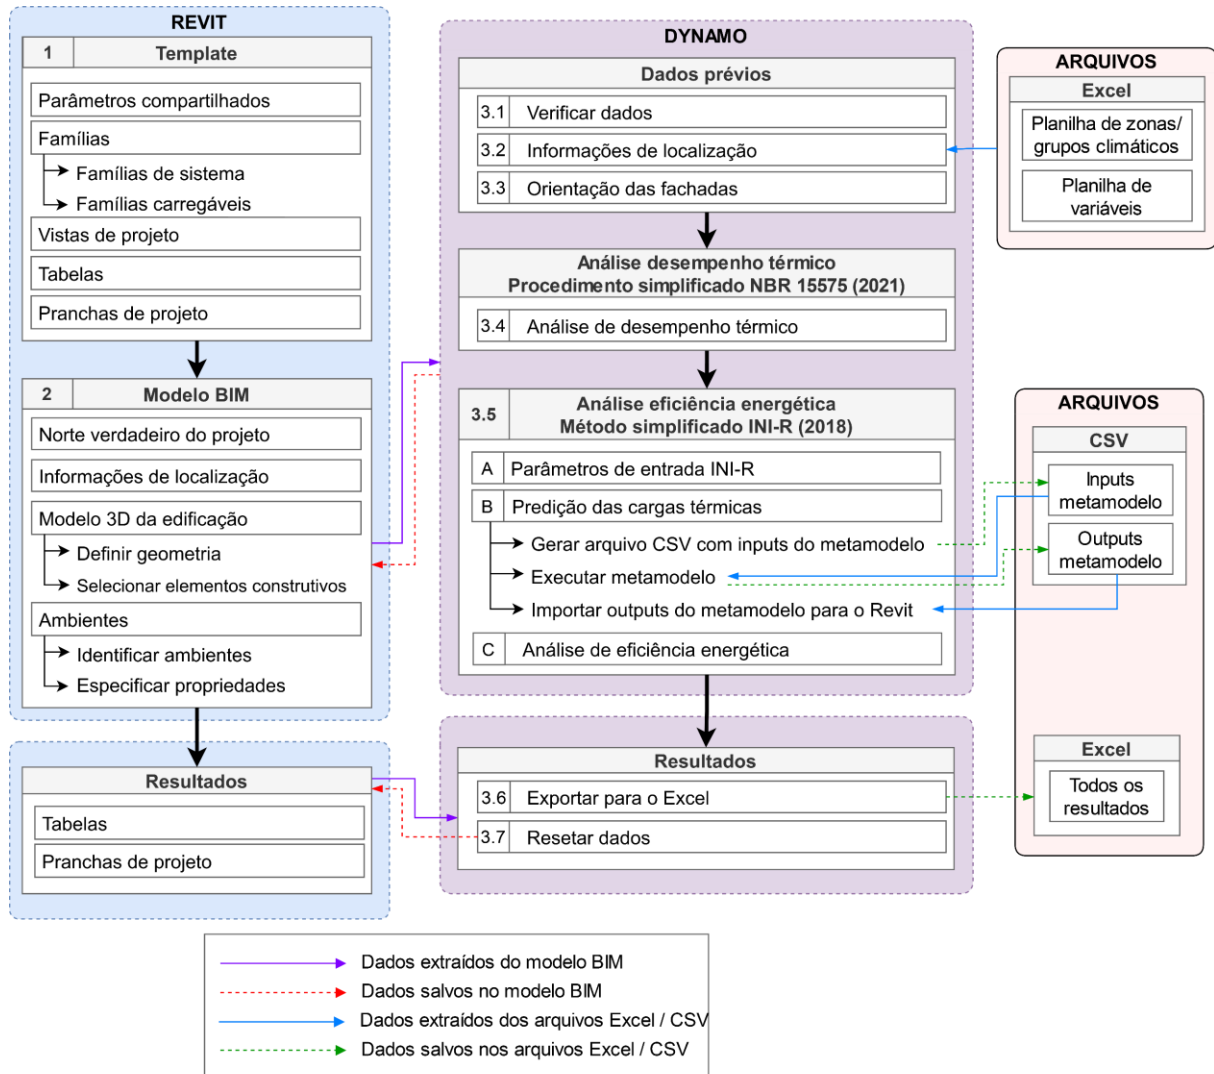 REVIT
1 Template
Parâmetros compartilhados
Famílias
Famílias de sistema
Famílias carregáveis
Vistas de projeto
Tabelas
Pranchas de projeto
2 Modelo BIM
Norte verdadeiro do projeto
Informações de localização
Modelo 3D da edificação
Definir geometria
Selecionar elementos construtivos
Ambientes
Identificar ambientes
Especificar propriedades
Resultados
Tabelas
Pranchas de projeto
DYNAMO
Dados prévios
3.1 Verificar dados
3.2 Informações de localização
3.3 Orientação das fachadas
Análise desempenho térmico
Procedimento simplificado NBR 15575 (2021)
3.4 Análise de desempenho térmico
3.5 Análise eficiência energética
Método simplificado INI-R (2018)
A Parâmetros de entrada INI-R
B Predição das cargas térmicas
Gerar arquivo CSV com inputs do metamodelo
Executar metamodelo
Importar outputs do metamodelo para o Revit
C Análise de eficiência energética
Resultados
3.6 Exportar para o Excel
3.7 Resetar dados
ARQUIVOS
Excel
Planilha de zonas/
grupos climáticos
Planilha de
variáveis
ARQUIVOS
CSV
Inputs
metamodelo
Outputs
metamodelo
Excel
Todos os
resultados
Dados extraídos do modelo BIM
Dados salvos no modelo BIM
Dados extraídos dos arquivos Excel / CSV
Dados salvos nos arquivos Excel / CSV